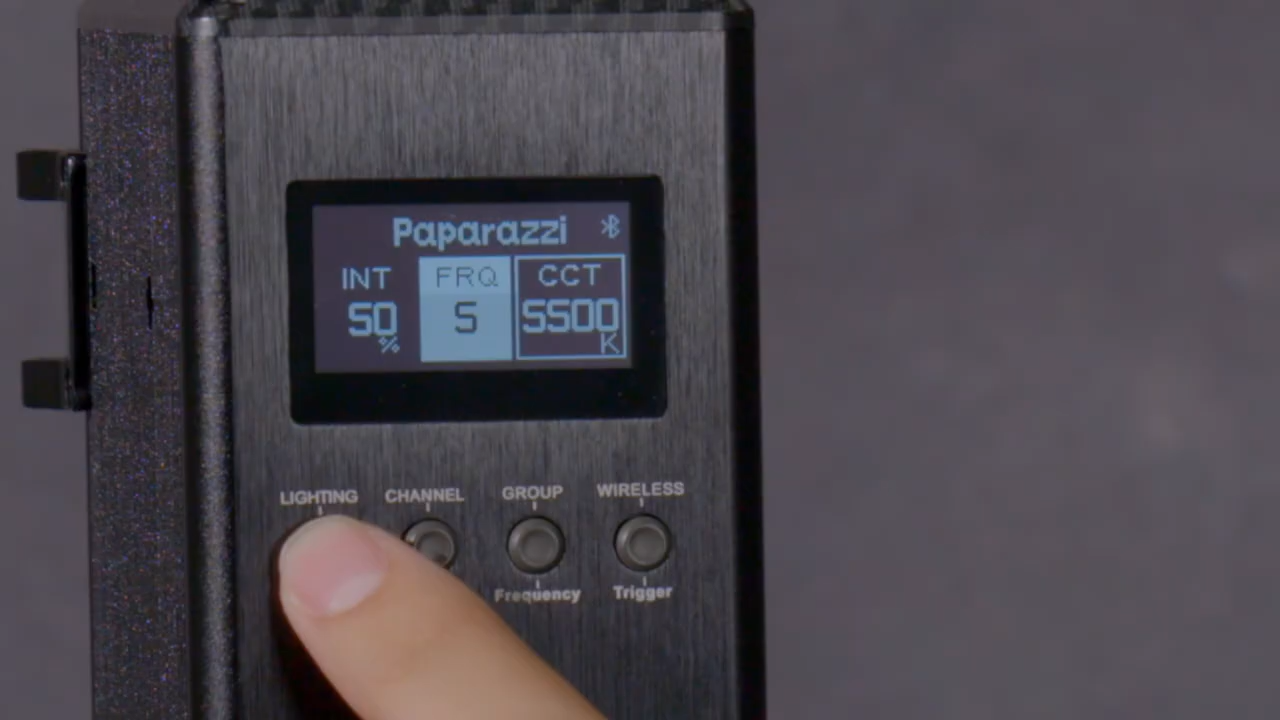 Paparazzi
INT FRQ CCT
50 5 5500
% K
LIGHTING CHANNEL GROUP WIRELESS
Frequency Trigger